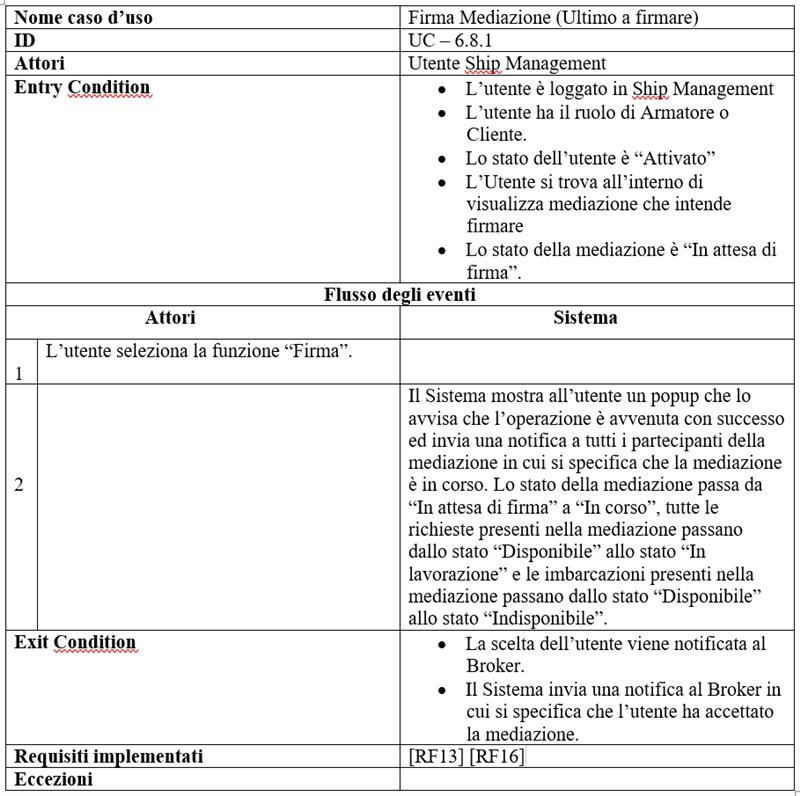 Nome caso d’uso Firma Mediazione (Ultimo a firmare)
ID UC – 6.8.1
Attori Utente Ship Management
Entry Condition
• L’utente è loggato in Ship Management
• L’utente ha il ruolo di Armatore o
Cliente.
• Lo stato dell’utente è “Attivato”
• L’Utente si trova all’interno di
visualizza mediazione che intende
firmare
• Lo stato della mediazione è “In attesa di
firma”.
Flusso degli eventi
Attori Sistema
1 L’utente seleziona la funzione “Firma”.
2
Il Sistema mostra all’utente un popup che lo
avvisa che l’operazione è avvenuta con successo
ed invia una notifica a tutti i partecipanti della
mediazione in cui si specifica che la mediazione
è in corso. Lo stato della mediazione passa da
“In attesa di firma” a “In corso”, tutte le
richieste presenti nella mediazione passano
dallo stato “Disponibile” allo stato “In
lavorazione” e le imbarcazioni presenti nella
mediazione passano dallo stato “Disponibile”
allo stato “Indisponibile”.
Exit Condition
• La scelta dell’utente viene notificata al
Broker.
• Il Sistema invia una notifica al Broker in
cui si specifica che l’utente ha accettato
la mediazione.
Requisiti implementati [RF13] [RF16]
Eccezioni